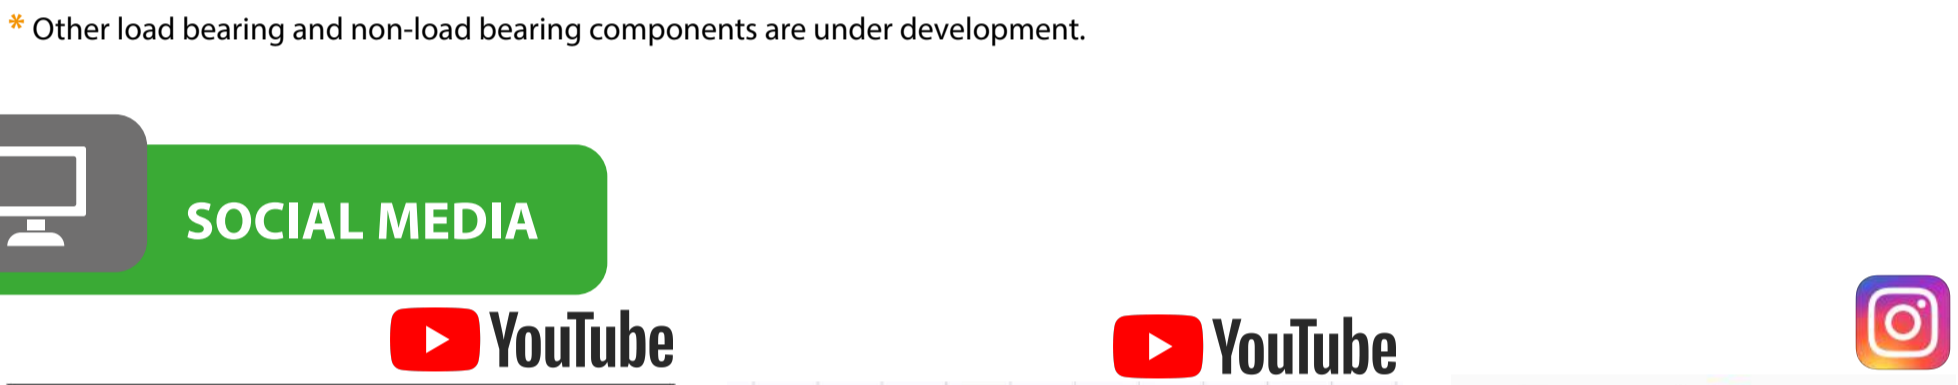 * Other load bearing and non-load bearing components are under development.
SOCIAL MEDIA
YouTube
YouTube